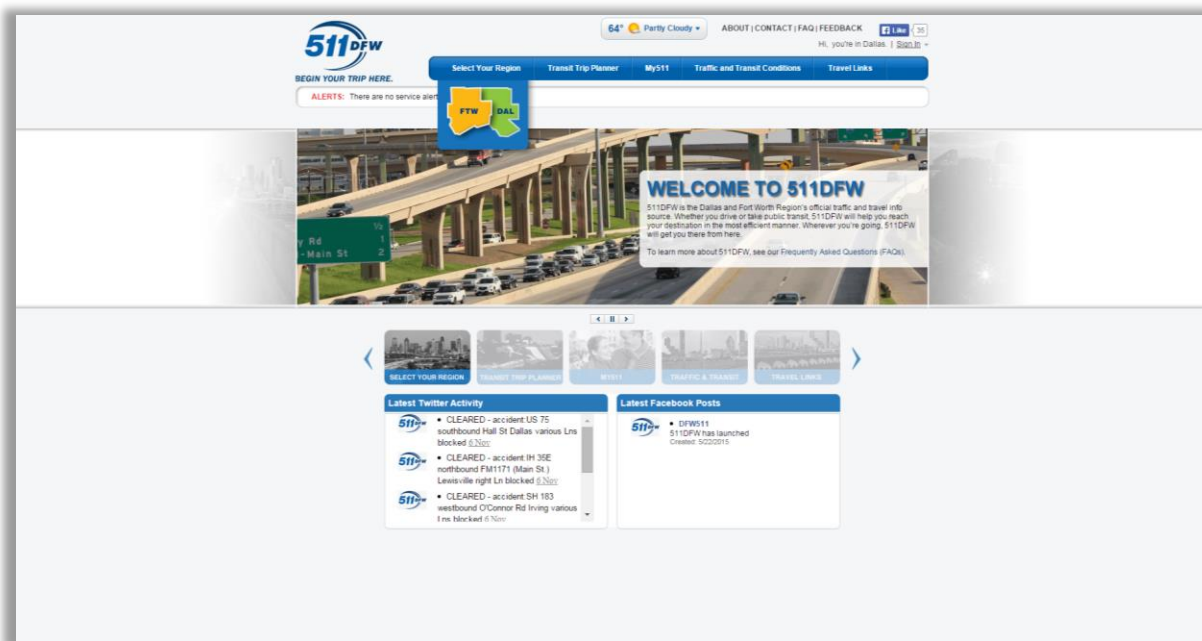 64° Partly Cloudy
ABOUT | CONTACT | FAQ | FEEDBACK
Like 35
Hi, you're in Dallas. | Sign In
511DFW
BEGIN YOUR TRIP HERE.
Select Your Region Transit Trip Planner My511 Traffic and Transit Conditions Travel Links
ALERTS: There are no service aler
FTW DAL
WELCOME TO 511DFW
511DFW is the Dallas and Fort Worth Region's official traffic and travel info
source. Whether you drive or take public transit, 511DFW will help you reach
your destination in the most efficient manner. Wherever you're going, 511DFW
will get you there from here.
To learn more about 511DFW, see our Frequently Asked Questions (FAQs).
y Rd 1
-Main St 2
SELECT YOUR REGION TRANSIT TRIP PLANNER MY511 TRAFFIC & TRANSIT TRAVEL LINKS
Latest Twitter Activity
511DFW
• CLEARED - accident:US 75
southbound Hall St Dallas various Lns
blocked 6 Nov
511DFW
• CLEARED - accident:IH 35E
northbound FM1171 (Main St.)
Lewisville right Ln blocked 6 Nov
511DFW
• CLEARED - accident:SH 183
westbound O'Connor Rd Irving various
Lns blocked 6 Nov
Latest Facebook Posts
511DFW
• DFW511
511DFW has launched
Created: 5/22/2015